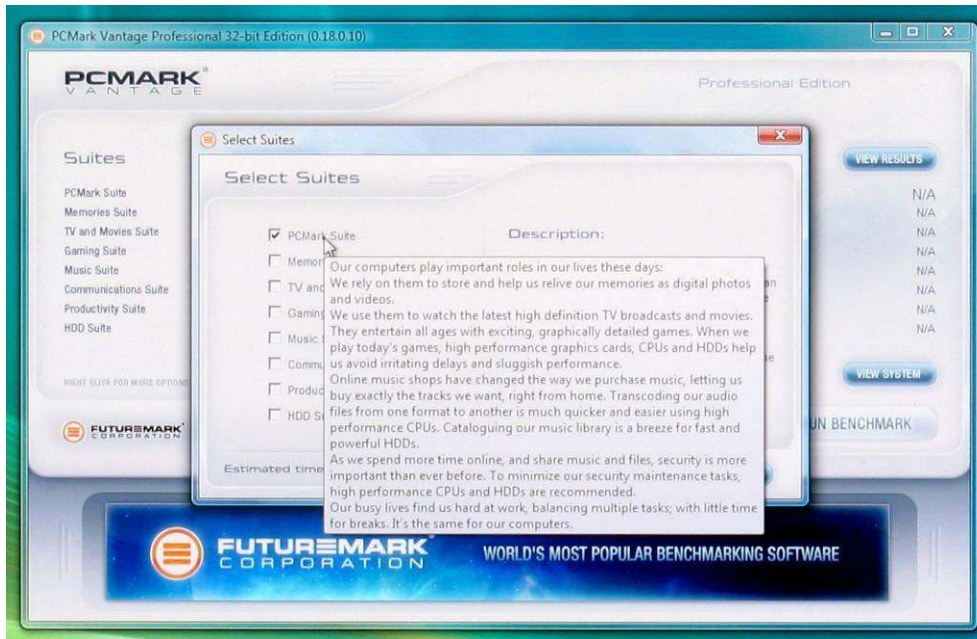 PCMark Vantage Professional 32-bit Edition (0.18.0.10)
PCMARK
VANTAGE
Professional Edition
Suites
VIEW RESULTS
PCMark Suite N/A
Memories Suite N/A
TV and Movies Suite N/A
Gaming Suite N/A
Music Suite N/A
Communications Suite N/A
Productivity Suite N/A
HDD Suite N/A
RIGHT CLICK FOR MORE OPTIONS
VIEW SYSTEM
FUTUREMARK
CORPORATION
UN BENCHMARK
Select Suites
Select Suites
PCMark Suite
Description:
Memor
TV and
Gaming
Music
Commu
Produc
HDD S
Estimated time
Our computers play important roles in our lives these days:
We rely on them to store and help us relive our memories as digital photos
and videos.
We use them to watch the latest high definition TV broadcasts and movies.
They entertain all ages with exciting, graphically detailed games. When we
play today's games, high performance graphics cards, CPUs and HDDs help
us avoid irritating delays and sluggish performance.
Online music shops have changed the way we purchase music, letting us
buy exactly the tracks we want, right from home. Transcoding our audio
files from one format to another is much quicker and easier using high
performance CPUs. Cataloguing our music library is a breeze for fast and
powerful HDDs.
As we spend more time online, and share music and files, security is more
important than ever before. To minimize our security maintenance tasks,
high performance CPUs and HDDs are recommended.
Our busy lives find us hard at work, balancing multiple tasks; with little time
for breaks. It's the same for our computers.
FUTUREMARK
CORPORATION
WORLD'S MOST POPULAR BENCHMARKING SOFTWARE